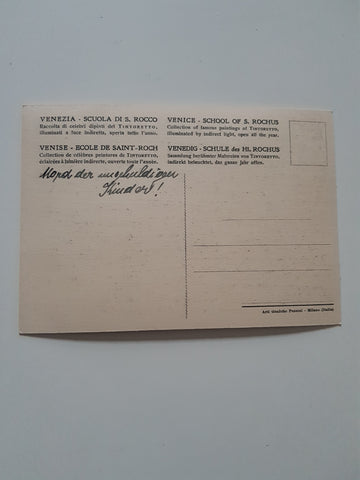 VENEZIA - SCUOLA DI S. ROCCO
Raccolta di celebri dipinti del TINTORETTO,
illuminati a luce indiretta, aperta tutto l'anno.
VENICE - SCHOOL OF S. ROCHUS
Collection of famous paintings of TINTORETTO,
illuminated by indirect light, open all the year.
VENISE - ECOLE DE SAINT-ROCH
Collection de célèbres peintures de TINTORETTO,
éclairées à lumière indirecte, ouverte toute l'année.
VENEDIG - SCHULE des HL. ROCHUS
Sammlung berühmter Malereien von TINTORETTO,
indirekt beleuchtet, das ganze jahr offen.
Mord der unschuldigen
Kinder!
Arti Grafiche Pezzini - Milano (Italia)